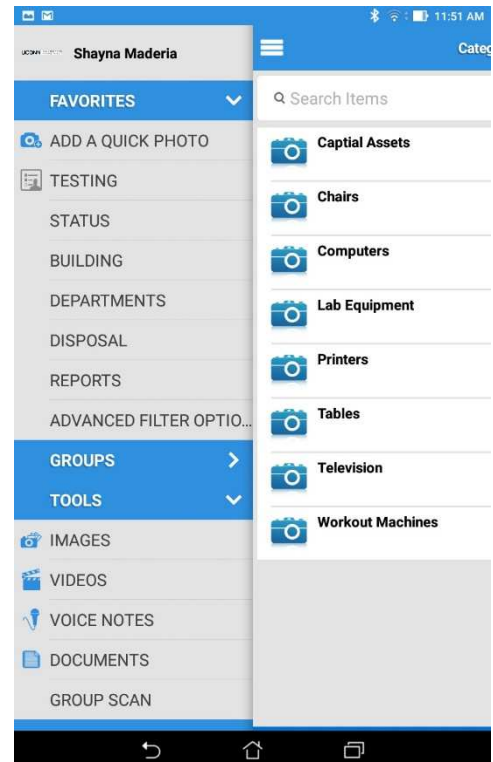 11:51 AM
UCONN
Shayna Maderia
FAVORITES
ADD A QUICK PHOTO
TESTING
STATUS
BUILDING
DEPARTMENTS
DISPOSAL
REPORTS
ADVANCED FILTER OPTIO...
GROUPS
TOOLS
IMAGES
VIDEOS
VOICE NOTES
DOCUMENTS
GROUP SCAN
Categ
Search Items
Captial Assets
Chairs
Computers
Lab Equipment
Printers
Tables
Television
Workout Machines